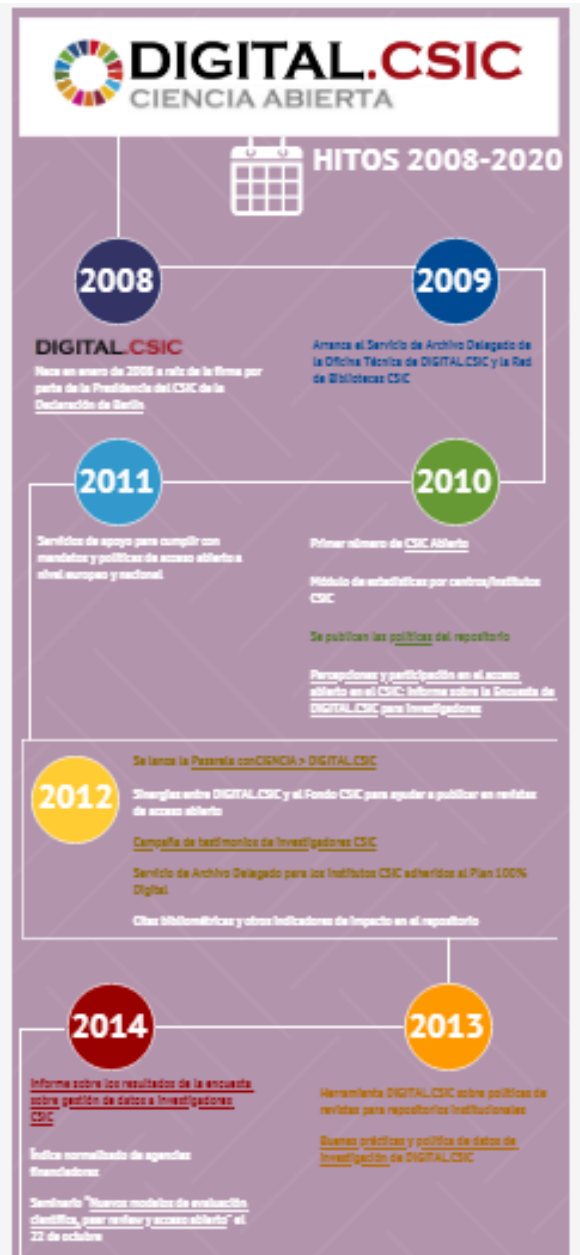 DIGITAL.CSIC
CIENCIA ABIERTA
HITOS 2008-2020
2008
DIGITAL.CSIC
Nace en enero de 2008 a raíz de la firma por
parte de la Presidencia del CSIC de la
Declaración de Berlín
2009
Arranca el Servicio de Archivo Delegado de
la Oficina Técnica de DIGITAL.CSIC y la Red
de Bibliotecas CSIC
2010
Primer número de CSIC Abierto
Módulo de estadísticas por centros/institutos
CSIC
Se publican las políticas del repositorio
Percepciones y participación en el acceso
abierto en el CSIC: Informe sobre la Encuesta de
DIGITAL.CSIC para Investigadores
2011
Servicios de apoyo para cumplir con
mandatos y políticas de acceso abierto a
nivel europeo y nacional
2012
Se lanza la Pasarela conCIENCIA > DIGITAL.CSIC
Sinergias entre DIGITAL.CSIC y el Fondo CSIC para ayudar a publicar en revistas
de acceso abierto
Campaña de testimonios de investigadores CSIC
Servicio de Archivo Delegado para los Institutos CSIC adheridos al Plan 100%
Digital
Citas bibliométricas y otros indicadores de impacto en el repositorio
2013
Herramienta DIGITAL.CSIC sobre políticas de
revistas para repositorios institucionales
Buenas prácticas y política de datos de
investigación de DIGITAL.CSIC
2014
Informe sobre los resultados de la encuesta
sobre gestión de datos a investigadores
CSIC
Índice normalizado de agencias
financiadoras
Seminario "Nuevos modelos de evaluación
científica, peer review y acceso abierto" el
22 de octubre